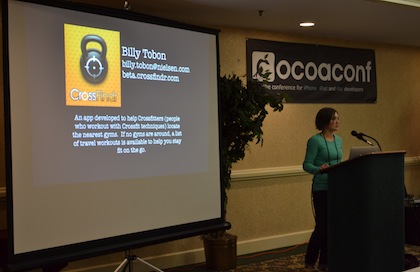 Billy Tobon
billy.tobon@nielsen.com
beta.crossfindr.com
Crossfindr
An app developed to help Crossfitters (people
who workout with Crossfit techniques) locate
the nearest gyms. If no gyms are around, a list
of travel workouts is available to help you stay
fit on the go.
cocoaconf
the conference for iPhone, iPad and Mac developers